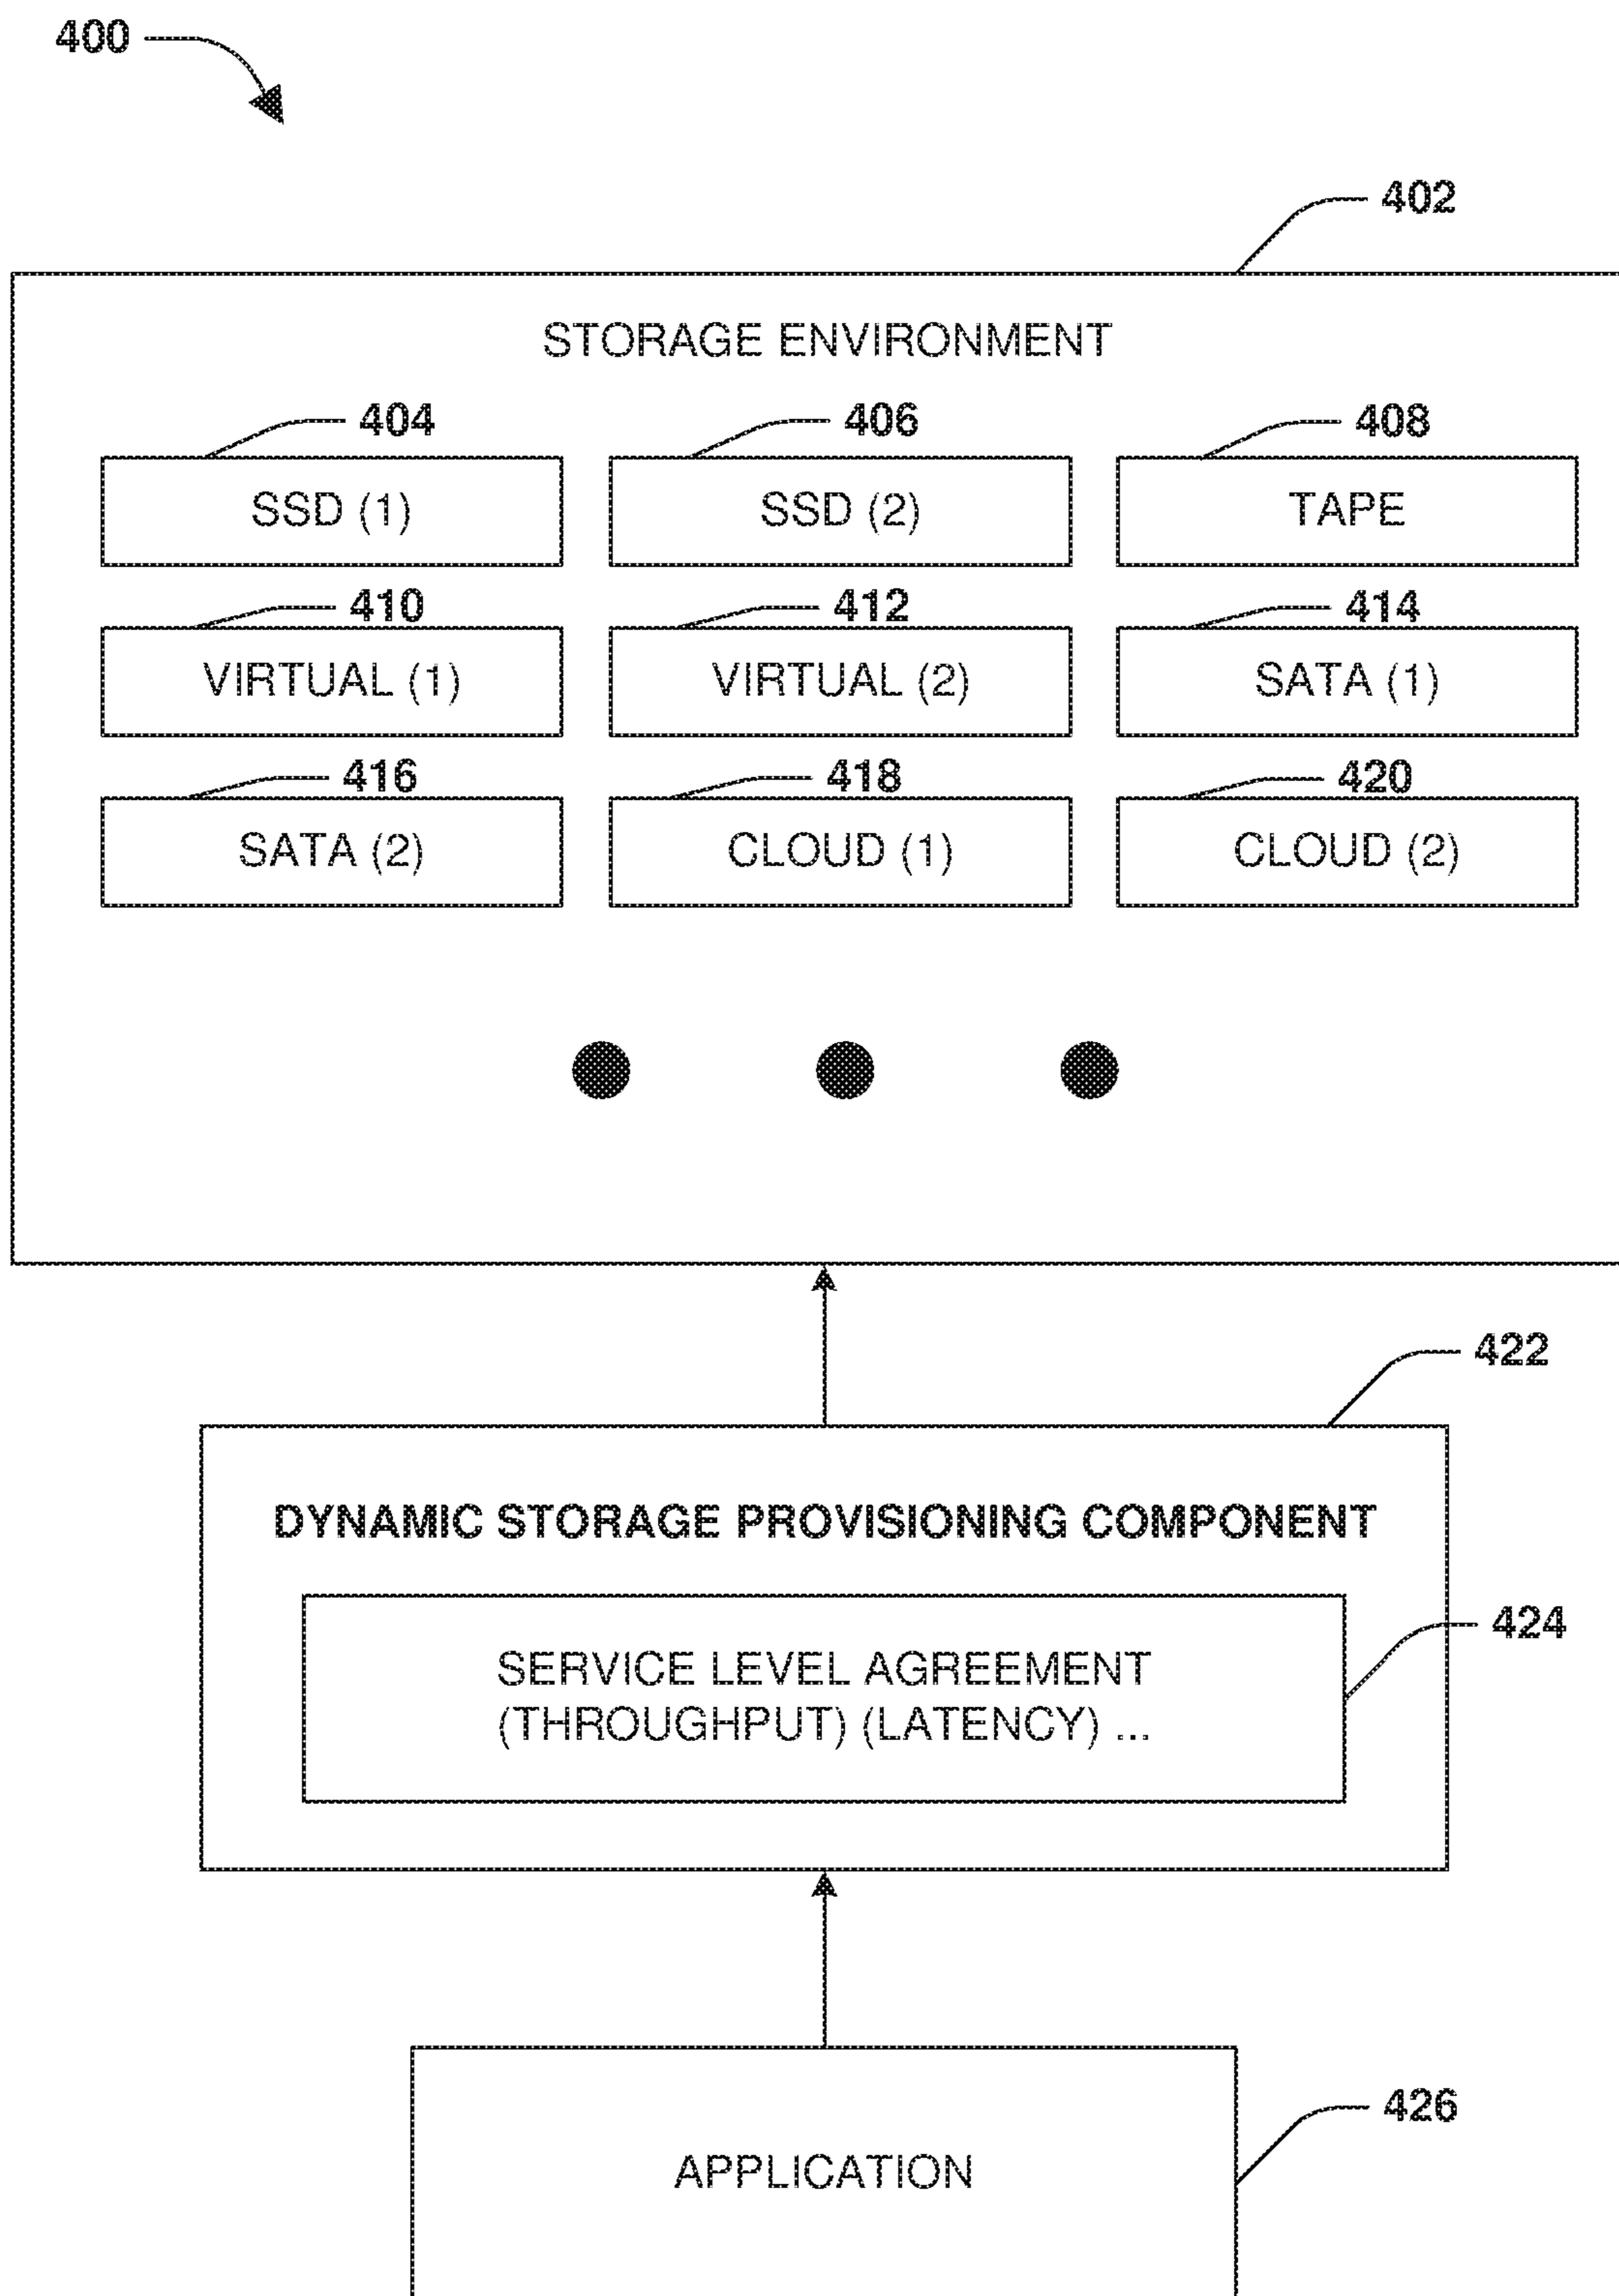 400
402
STORAGE ENVIRONMENT
404 406 408
SSD (1) SSD (2) TAPE
410 412 414
VIRTUAL (1) VIRTUAL (2) SATA (1)
416 418 420
SATA (2) CLOUD (1) CLOUD (2)
422
DYNAMIC STORAGE PROVISIONING COMPONENT
424
SERVICE LEVEL AGREEMENT
(THROUGHPUT) (LATENCY) ...
426
APPLICATION